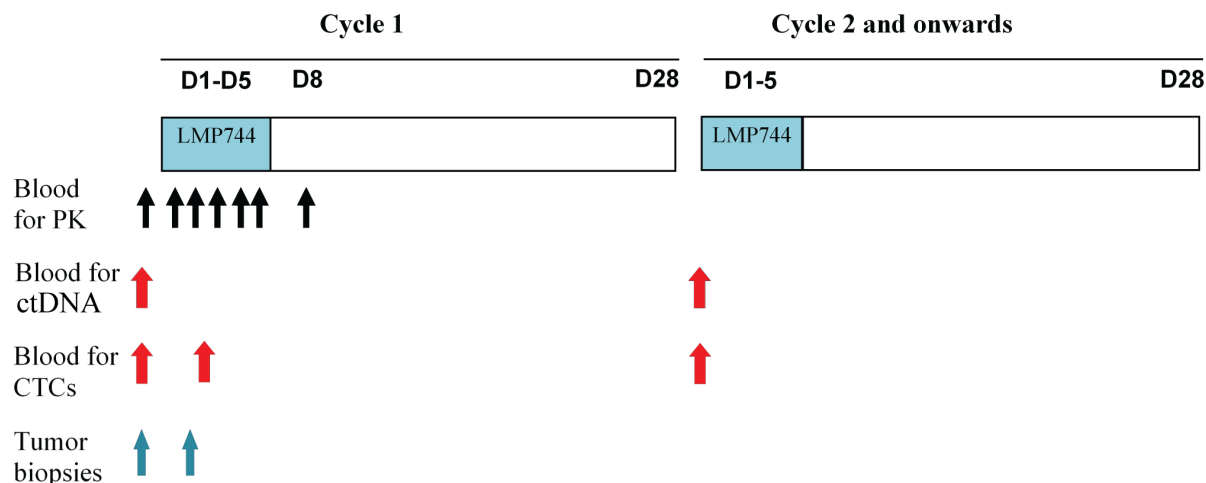 Cycle 1
Cycle 2 and onwards
D1-D5 D8 D28
D1-5 D28
LMP744
LMP744
Blood
for PK
Blood for
ctDNA
Blood for
CTCs
Tumor
biopsies